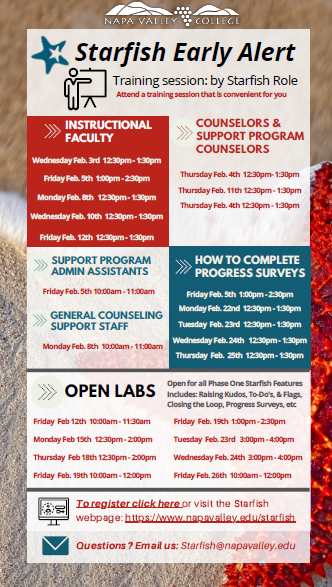 NAPA VALLEY COLLEGE
Starfish Early Alert
Training session: by Starfish Role
Attend a training session that is convenient for you
INSTRUCTIONAL
FACULTY
Wednesday Feb. 3rd 12:30pm - 1:30pm
Friday Feb. 5th 1:00pm - 2:30pm
Monday Feb. 8th 12:30pm - 1:30pm
Wednesday Feb. 10th 12:30pm - 1:30pm
Friday Feb. 12th 12:30pm - 1:30pm
COUNSELORS &
SUPPORT PROGRAM
COUNSELORS
Thursday Feb. 4th 12:30pm- 1:30pm
Thursday Feb. 11th 12:30pm - 1:30pm
Thursday Feb. 4th 12:30pm - 1:30pm
SUPPORT PROGRAM
ADMIN ASSISTANTS
Friday Feb. 5th 10:00am - 11:00am
GENERAL COUNSELING
SUPPORT STAFF
Monday Feb. 8th 10:00am - 11:00am
HOW TO COMPLETE
PROGRESS SURVEYS
Friday Feb. 5th 1:00pm - 2:30pm
Monday Feb. 22nd 12:30pm - 1:30pm
Tuesday Feb. 23rd 12:30pm - 1:30pm
Wednesday Feb. 24th 12:30pm - 1:30pm
Thursday Feb. 25th 12:30pm - 1:30pm
OPEN LABS
Open for all Phase One Starfish Features
Includes: Raising Kudos, To-Do's, & Flags,
Closing the Loop, Progress Surveys, etc
Friday Feb 12th 10:00am - 11:30am
Monday Feb 15th 12:30pm - 2:00pm
Thursday Feb 18th 12:30pm - 2:00pm
Friday Feb. 19th 10:00am - 12:00pm
Friday Feb. 19th 1:00pm - 2:30pm
Tuesday Feb. 23rd 3:00pm - 4:00pm
Wednesday Feb. 24th 3:00pm - 4:00pm
Friday Feb. 26th 10:00am - 12:00pm
To register click here or visit the Starfish
webpage: https://www.napavalley.edu/starfish
Questions? Email us: Starfish@napavalley.edu